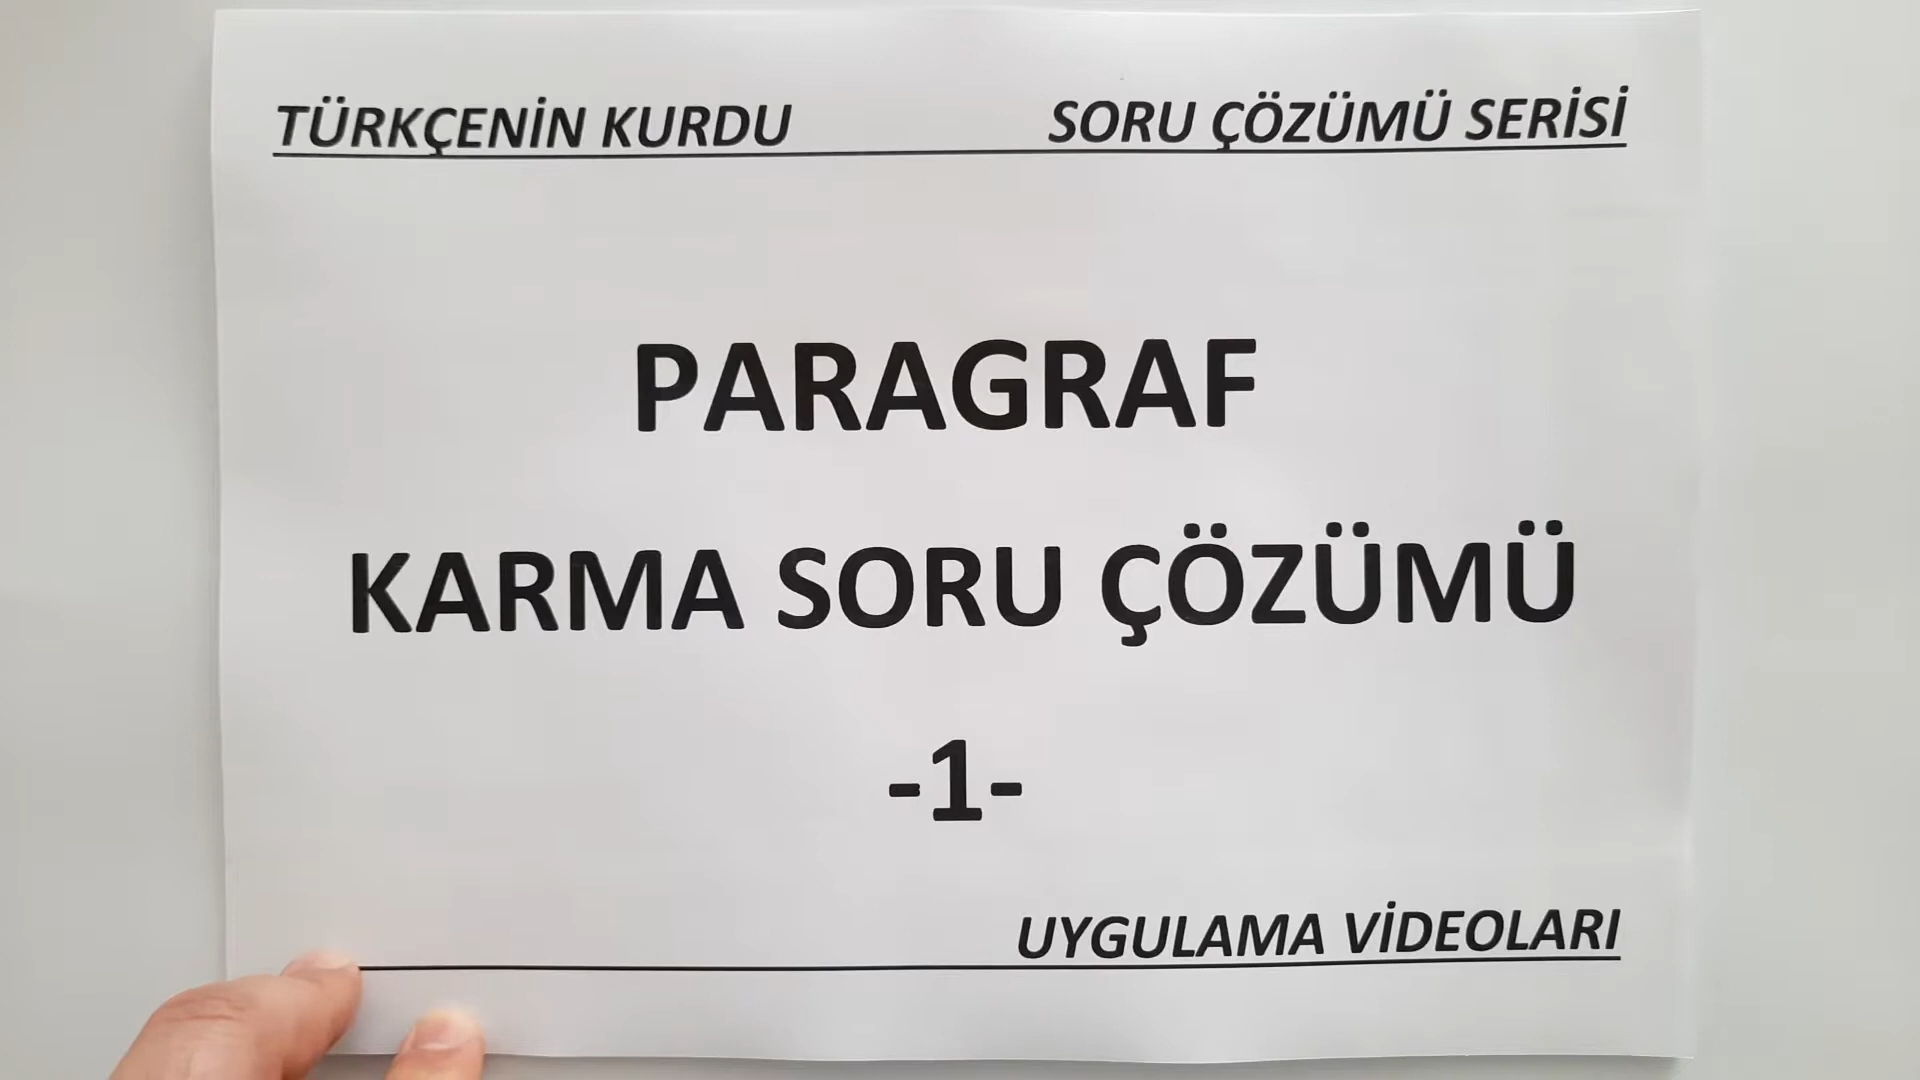 TÜRKÇENİN KURDU SORU ÇÖZÜMÜ SERİSİ
PARAGRAF
KARMA SORU ÇÖZÜMÜ
-1-
UYGULAMA VİDEOLARI